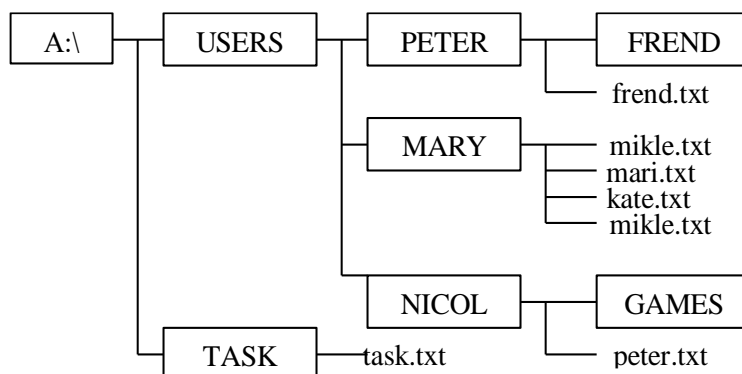 A:\ USERS PETER FREND
frend.txt
MARY mikle.txt
mari.txt
kate.txt
mikle.txt
NICOL GAMES
TASK task.txt peter.txt